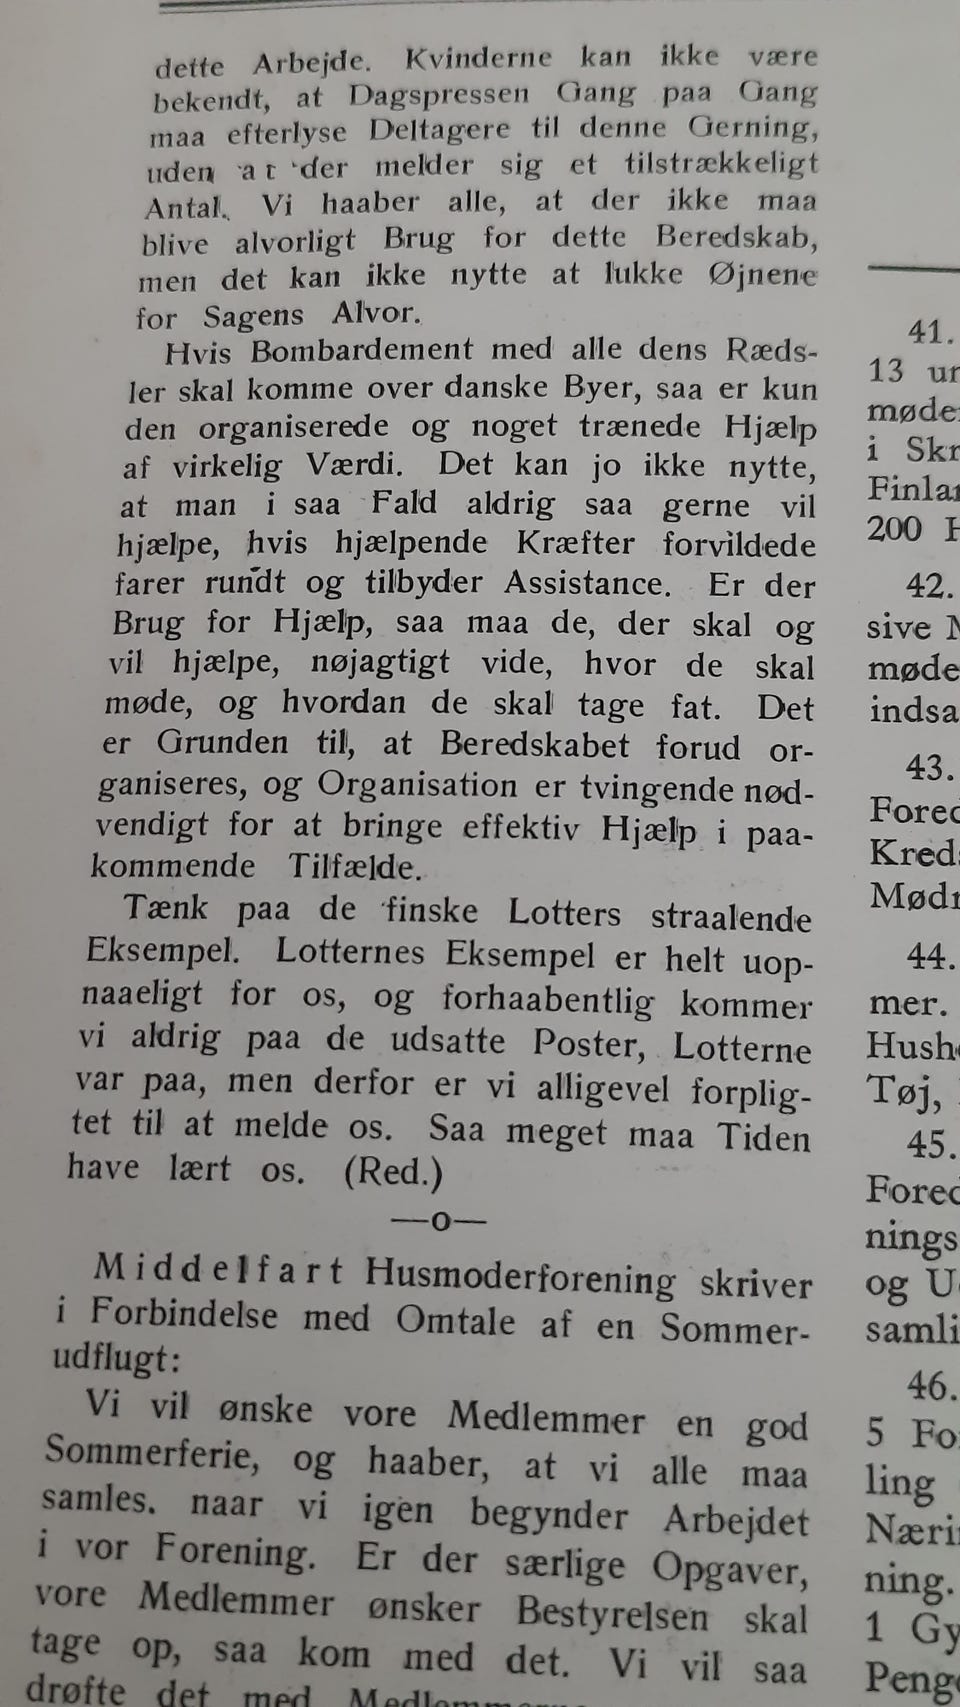 dette Arbejde. Kvinderne kan ikke være
bekendt, at Dagspressen Gang paa Gang
maa efterlyse Deltagere til denne Gerning,
uden at der melder sig et tilstrækkeligt
Antal. Vi haaber alle, at der ikke maa
blive alvorligt Brug for dette Beredskab,
men det kan ikke nytte at lukke Øjnene
for Sagens Alvor.
Hvis Bombardement med alle dens Ræds-
ler skal komme over danske Byer, saa er kun
den organiserede og noget trænede Hjælp
af virkelig Værdi. Det kan jo ikke nytte,
at man i saa Fald aldrig saa gerne vil
hjælpe, hvis hjælpende Kræfter forvildede
farer rundt og tilbyder Assistance. Er der
Brug for Hjælp, saa maa de, der skal og
vil hjælpe, nøjagtigt vide, hvor de skal
møde, og hvordan de skal tage fat. Det
er Grunden til, at Beredskabet forud or-
ganiseres, og Organisation er tvingende nød-
vendigt for at bringe effektiv Hjælp i paa-
kommende Tilfælde.
Tænk paa de finske Lotters straalende
Eksempel. Lotternes Eksempel er helt uop-
naaeligt for os, og forhaabentlig kommer
vi aldrig paa de udsatte Poster, Lotterne
var paa, men derfor er vi alligevel forplig-
tet til at melde os. Saa meget maa Tiden
have lært os. (Red.)
—o—
Middelfart Husmoderforening skriver
i Forbindelse med Omtale af en Sommer-
udflugt:
Vi vil ønske vore Medlemmer en god
Sommerferie, og haaber, at vi alle maa
samles. naar vi igen begynder Arbejdet
i vor Forening. Er der særlige Opgaver,
vore Medlemmer ønsker Bestyrelsen skal
tage op, saa kom med det. Vi vil saa
drøfte det med
41.
13
møde
i
200
42.
sive
møde
indsa
43.
44.
mer.
Tøj,
45.
nings
og
samli
46.
5
ling
ning.
1